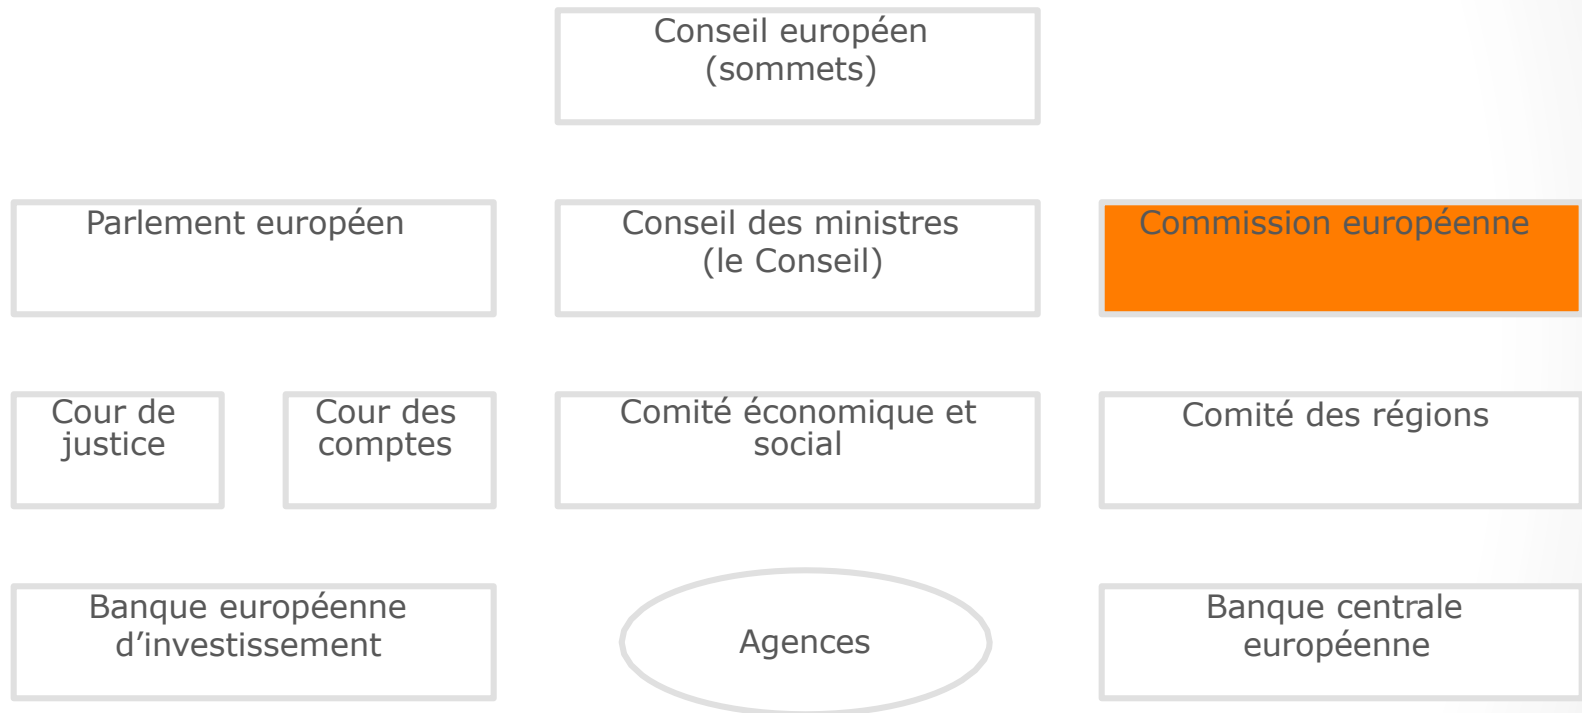 Conseil européen
(sommets)
Parlement européen
Conseil des ministres
(le Conseil)
Commission européenne
Cour de
justice
Cour des
comptes
Comité économique et
social
Comité des régions
Banque européenne
d’investissement
Agences
Banque centrale
européenne